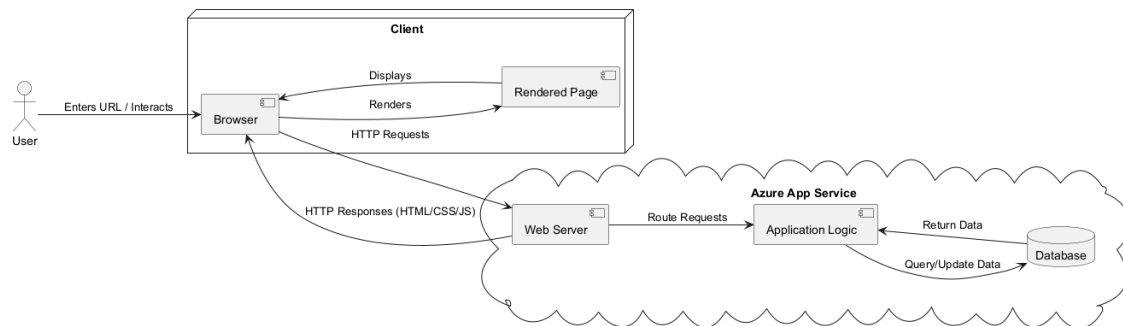 Client
Displays
Rendered Page
Enters URL / Interacts
Browser
Renders
User
HTTP Requests
Azure App Service
HTTP Responses (HTML/CSS/JS)
Web Server
Route Requests
Application Logic
Return Data
Database
Query/Update Data